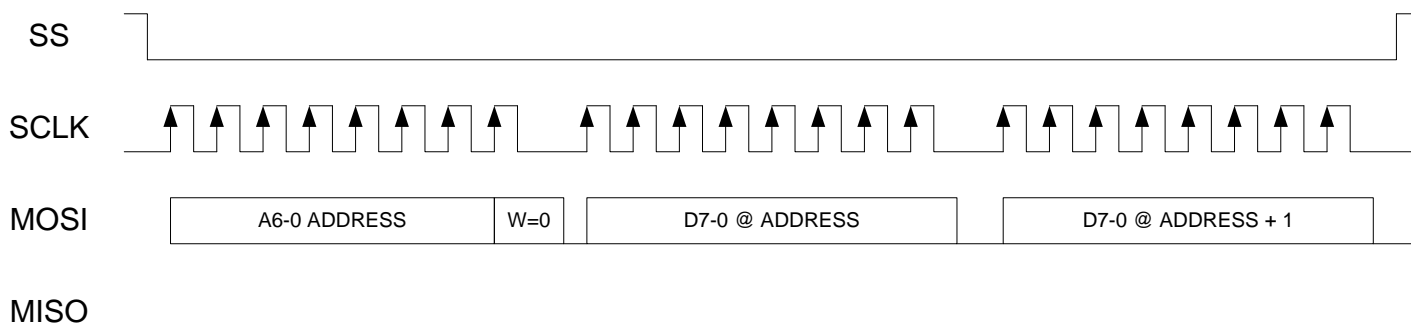 SS
SCLK
MOSI
A6-0 ADDRESS
W=0
D7-0 @ ADDRESS
D7-0 @ ADDRESS + 1
MISO